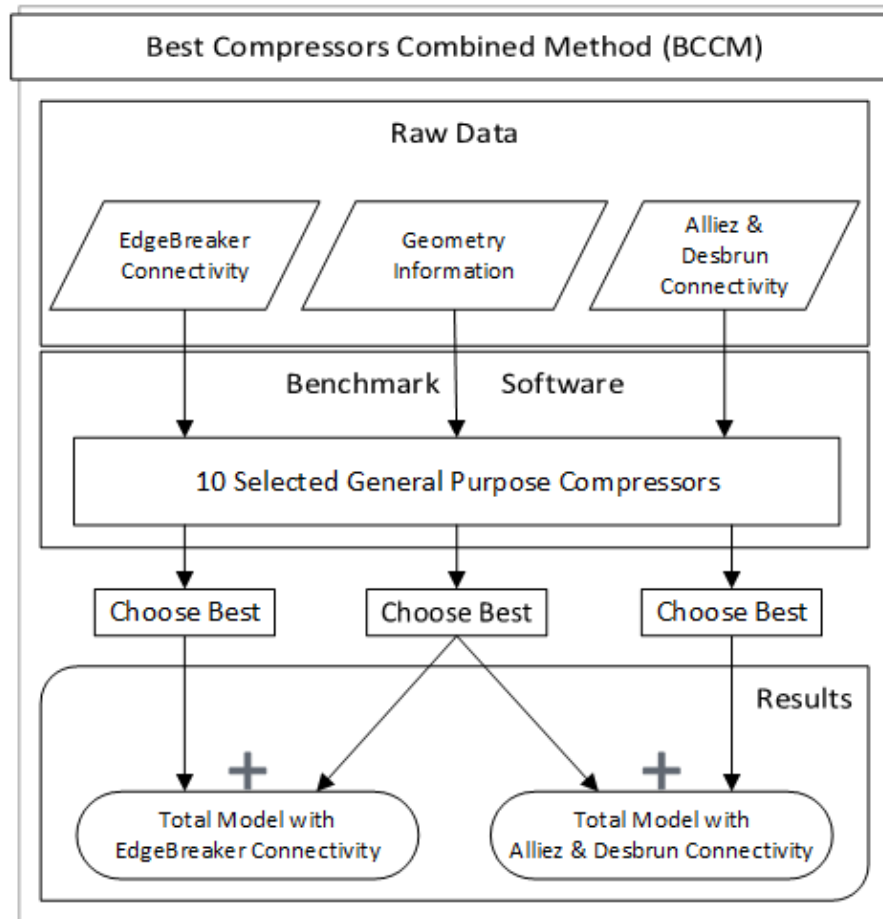 Best Compressors Combined Method (BCCM)
Raw Data
EdgeBreaker
Connectivity
Geometry
Information
Alliez &
Desbrun
Connectivity
Benchmark Software
10 Selected General Purpose Compressors
Choose Best
Choose Best
Choose Best
Results
+
+
Total Model with
EdgeBreaker Connectivity
Total Model with
Alliez & Desbrun Connectivity